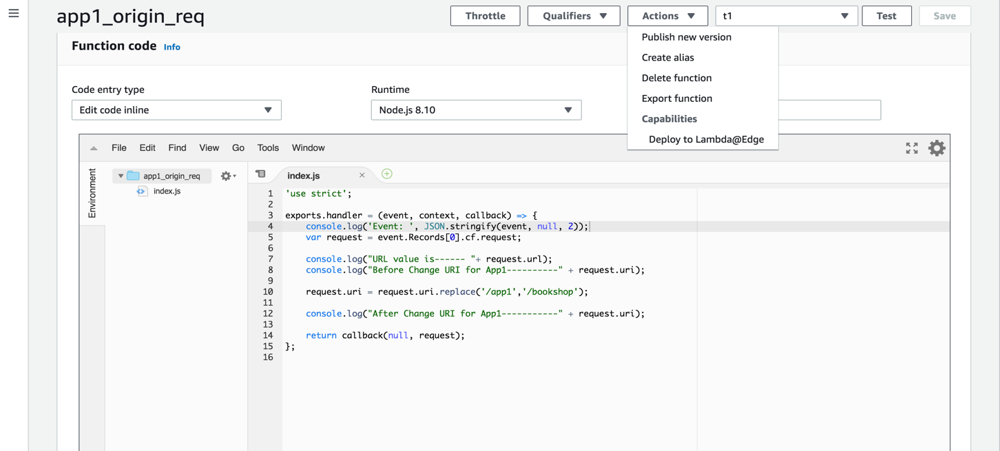 app1_origin_req
Throttle
Qualifiers
Actions
t1
Test
Save
Publish new version
Create alias
Delete function
Export function
Capabilities
Deploy to Lambda@Edge
Function code Info
Code entry type
Edit code inline
Runtime
Node.js 8.10
File Edit Find View Go Tools Window
Environment
app1_origin_req
index.js
index.js
1 'use strict';
2
3 exports.handler = (event, context, callback) => {
4 console.log('Event: ', JSON.stringify(event, null, 2));
5 var request = event.Records[0].cf.request;
6
7 console.log("URL value is------ "+ request.url);
8 console.log("Before Change URI for App1----------" + request.uri);
9
10 request.uri = request.uri.replace('/app1','/bookshop');
11
12 console.log("After Change URI for App1-----------" + request.uri);
13
14 return callback(null, request);
15 };
16